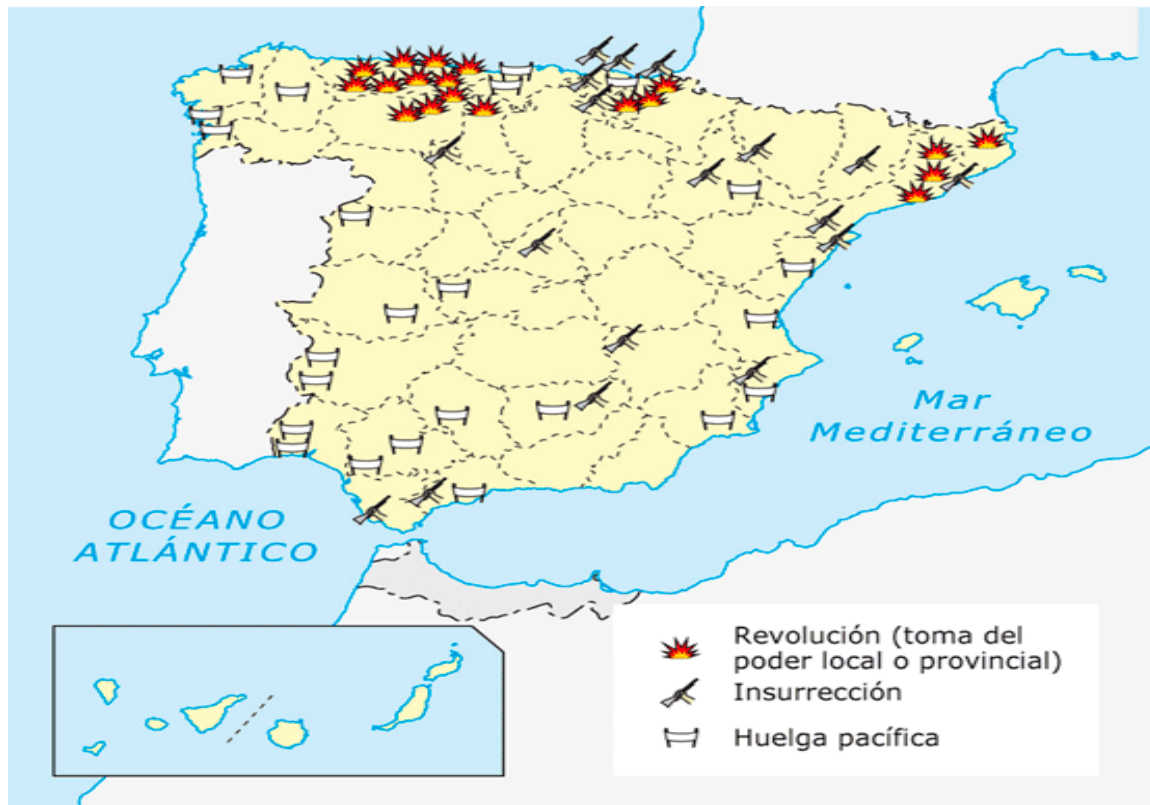 Mar
Mediterráneo
OCÉANO
ATLÁNTICO
Revolución (toma del
poder local o provincial)
Insurrección
Huelga pacífica